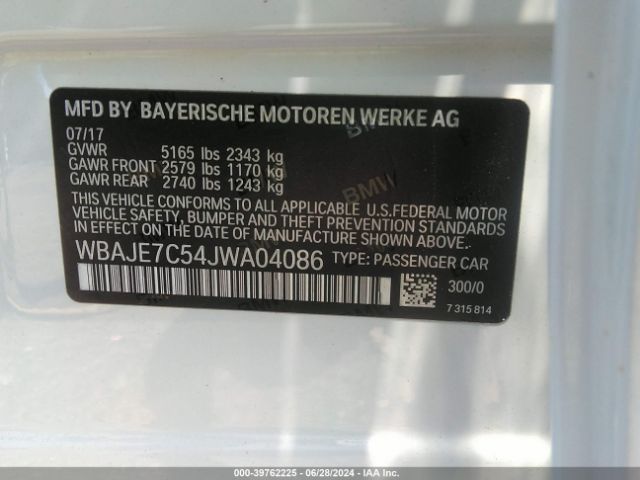 MFD BY BAYERISCHE MOTOREN WERKE AG
07/17
GVWR 5165 lbs 2343 kg
GAWR FRONT 2579 lbs 1170 kg
GAWR REAR 2740 lbs 1243 kg
THIS VEHICLE CONFORMS TO ALL APPLICABLE U.S.FEDERAL MOTOR
VEHICLE SAFETY, BUMPER AND THEFT PREVENTION STANDARDS
IN EFFECT ON THE DATE OF MANUFACTURE SHOWN ABOVE.
WBAJE7C54JWA04086 TYPE: PASSENGER CAR
300/0
7 315 814
000-39762225 - 06/28/2024 - IAA Inc.